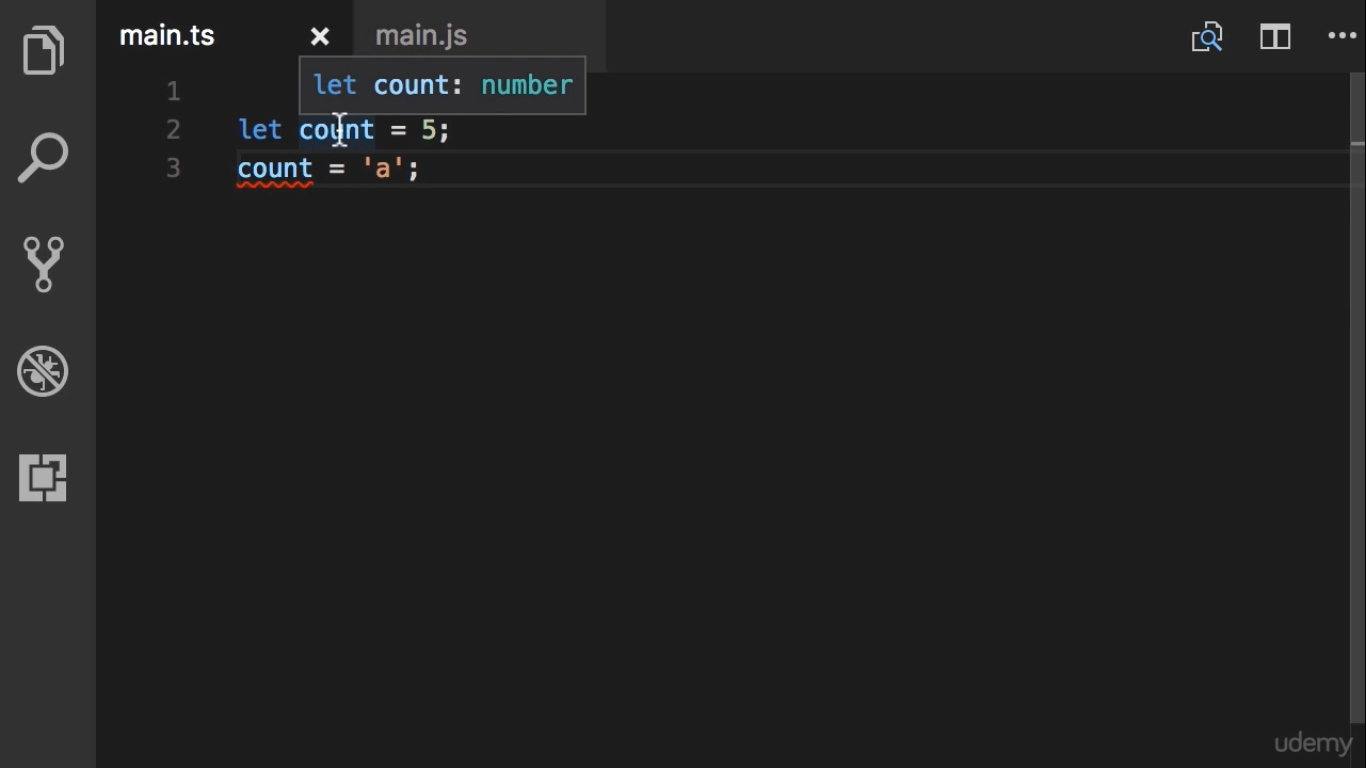 main.ts × main.js
let count: number
1
2 let count = 5;
3 count = 'a';
udemy